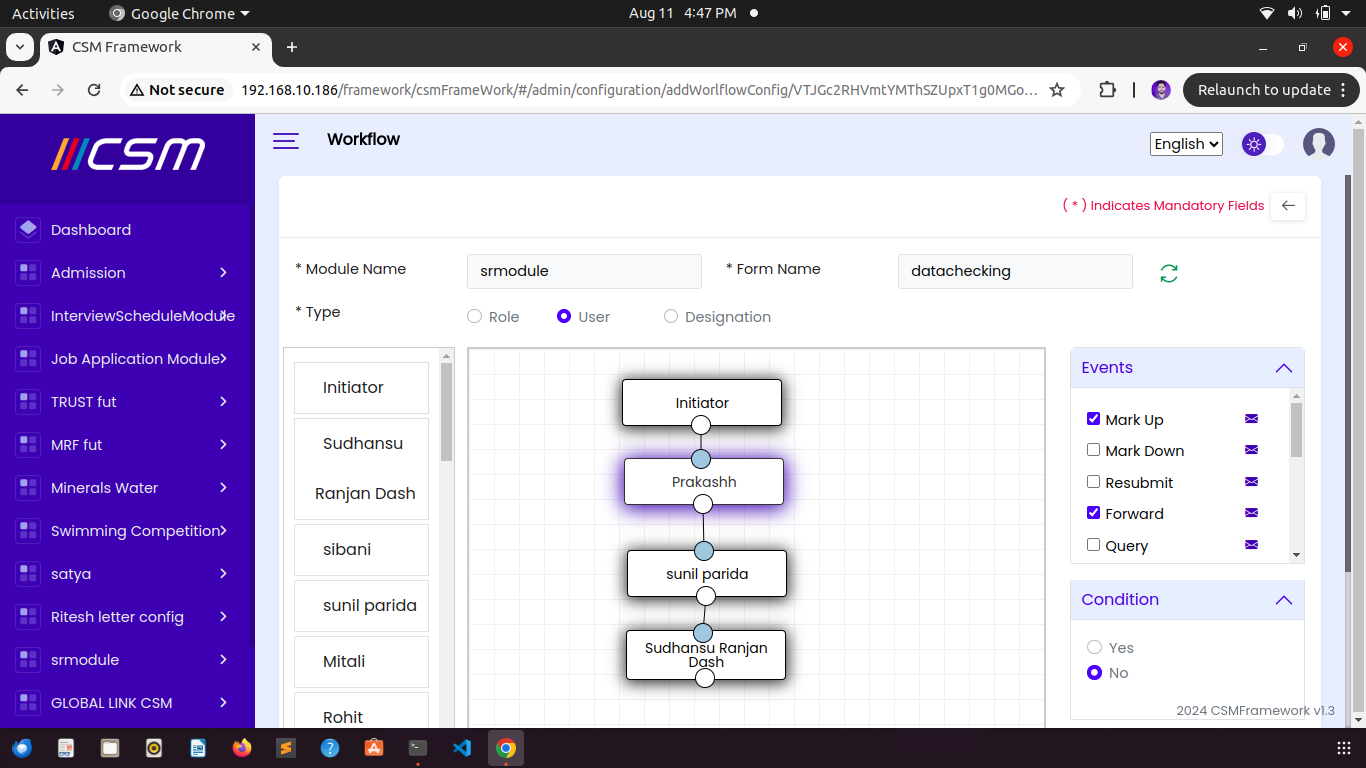 Activities
Google Chrome
Aug 11 4:47 PM
CSM Framework
Not secure
192.168.10.186/framework/csmFrameWork/#/admin/configuration/addWorlflowConfig/VTJGc2RHVmtYMThSZUpxT1g0MGo...
Relaunch to update
CSM
Workflow
English
( * ) Indicates Mandatory Fields
Dashboard
Admission
InterviewScheduleModule
Job Application Module
TRUST fut
MRF fut
Minerals Water
Swimming Competition
satya
Ritesh letter config
srmodule
GLOBAL LINK CSM
* Module Name
srmodule
* Form Name
datachecking
* Type
Role
User
Designation
Initiator
Sudhansu
Ranjan Dash
sibani
sunil parida
Mitali
Rohit
Initiator
Prakashh
sunil parida
Sudhansu Ranjan
Dash
Events
Mark Up
Mark Down
Resubmit
Forward
Query
Condition
Yes
No
2024 CSMFramework v1.3